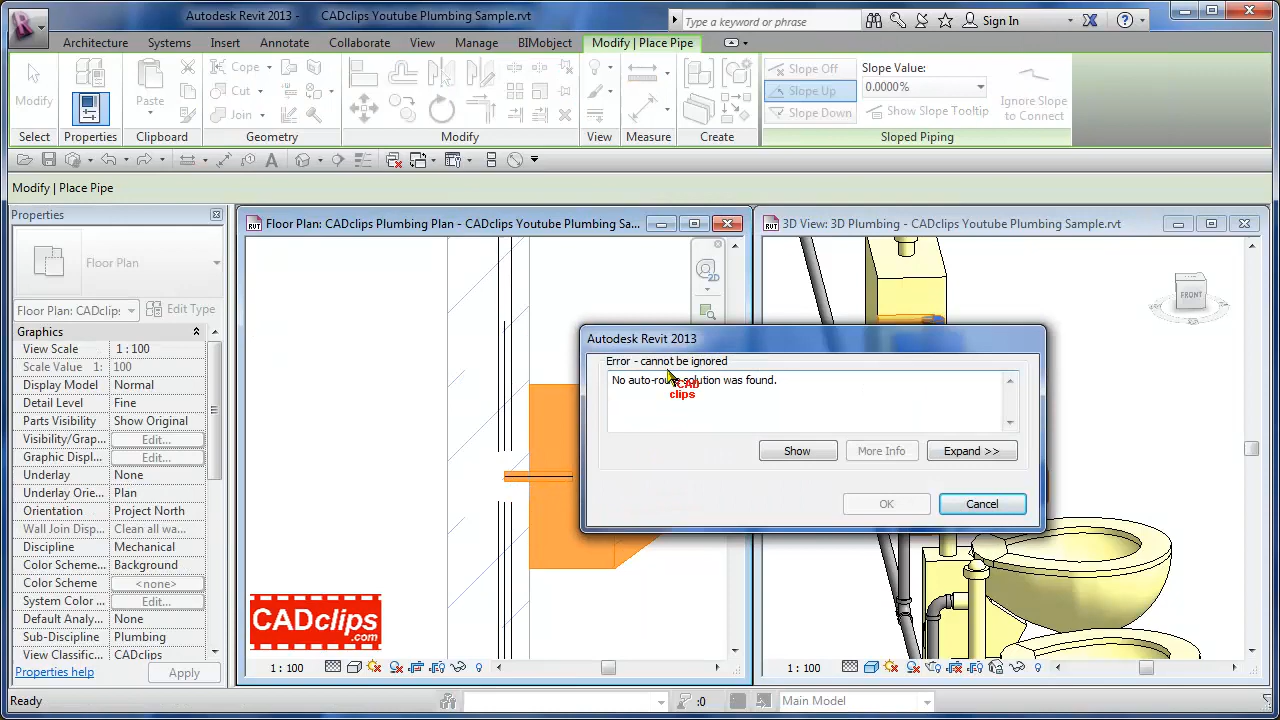 Autodesk Revit 2013 - CADclips Youtube Plumbing Sample.rvt
Type a keyword or phrase
Sign In
Architecture Systems Insert Annotate Collaborate View Manage BIMobject Modify | Place Pipe
Modify
Properties
Paste
Cope
Cut
Join
Slope Off
Slope Up
Slope Down
Slope Value:
0.0000%
Show Slope Tooltip
Ignore Slope
to Connect
Select Properties Clipboard Geometry Modify View Measure Create Sloped Piping
Modify | Place Pipe
Properties
Floor Plan
Floor Plan: CADclips
Edit Type
Graphics
View Scale 1 : 100
Scale Value 1: 100
Display Model Normal
Detail Level Fine
Parts Visibility Show Original
Visibility/Grap... Edit...
Graphic Displ... Edit...
Underlay None
Underlay Orie... Plan
Orientation Project North
Wall Join Display Clean all wa...
Discipline Mechanical
Color Scheme... Background
Color Scheme <none>
System Color ... Edit...
Default Analy... None
Sub-Discipline Plumbing
View Classifi... CADclips
Properties help
Apply
Floor Plan: CADclips Plumbing Plan - CADclips Youtube Plumbing Sa...
2D
CADclips
.com
1 : 100
3D View: 3D Plumbing - CADclips Youtube Plumbing Sample.rvt
FRONT
1 : 100
Autodesk Revit 2013
Error - cannot be ignored
No auto-route solution was found.
CAD
clips
Show
More Info
Expand >>
OK
Cancel
Ready
:0
Main Model